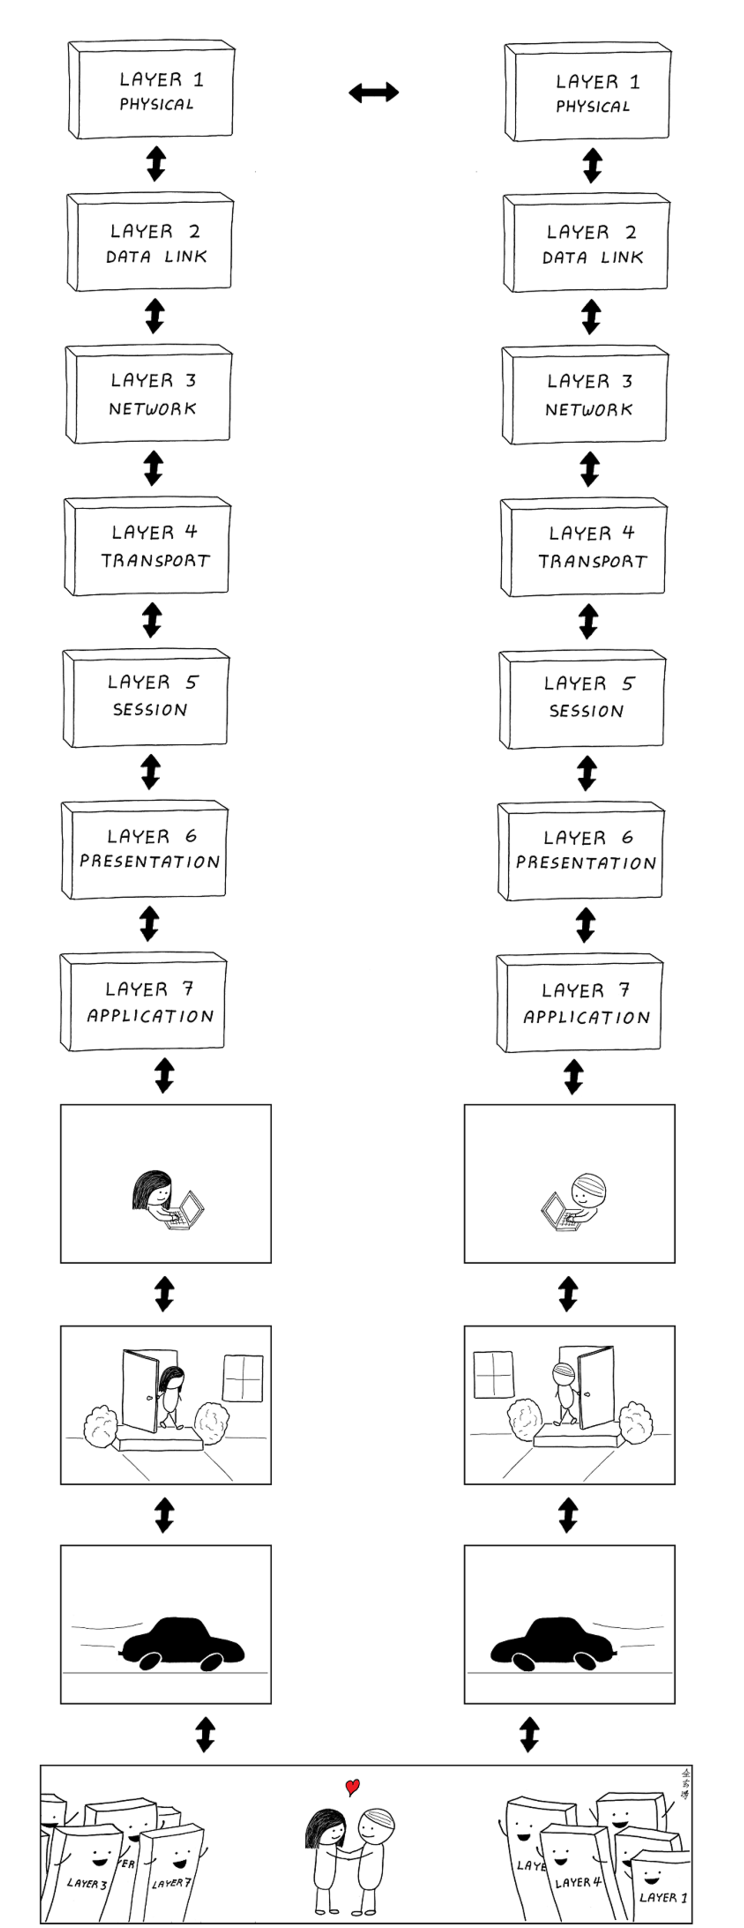 LAYER 1
PHYSICAL
LAYER 1
PHYSICAL
LAYER 2
DATA LINK
LAYER 2
DATA LINK
LAYER 3
NETWORK
LAYER 3
NETWORK
LAYER 4
TRANSPORT
LAYER 4
TRANSPORT
LAYER 5
SESSION
LAYER 5
SESSION
LAYER 6
PRESENTATION
LAYER 6
PRESENTATION
LAYER 7
APPLICATION
LAYER 7
APPLICATION
YER
LAYER 3
LAYER 7
LAYE
LAYER 4
LAYER 1